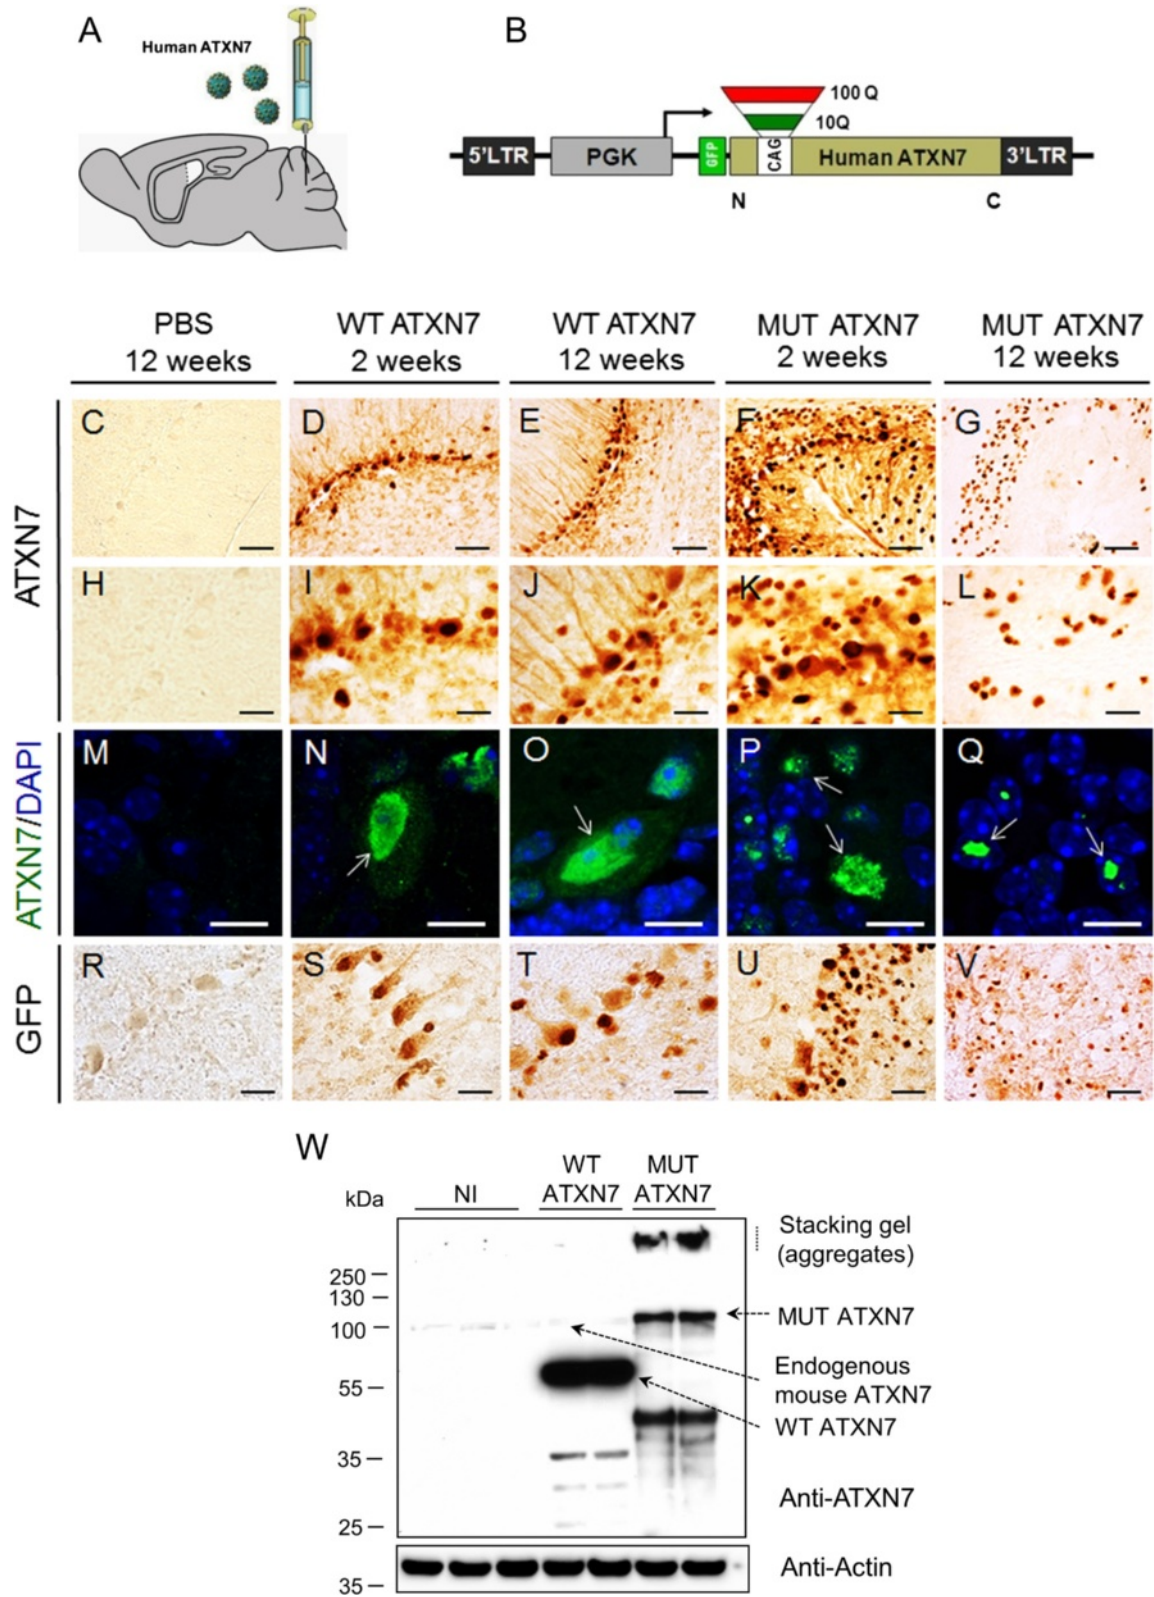 A
Human ATXN7
B
100 Q
10Q
5'LTR
PGK
GFP
CAG
Human ATXN7
3'LTR
N
C
PBS
12 weeks
WT ATXN7
2 weeks
WT ATXN7
12 weeks
MUT ATXN7
2 weeks
MUT ATXN7
12 weeks
ATXN7
C
D
E
F
G
H
I
J
K
L
ATXN7/DAPI
M
N
O
P
Q
GFP
R
S
T
U
V
W
kDa
NI
WT
ATXN7
MUT
ATXN7
250
130
100
55
35
25
35
Stacking gel
(aggregates)
MUT ATXN7
Endogenous
mouse ATXN7
WT ATXN7
Anti-ATXN7
Anti-Actin